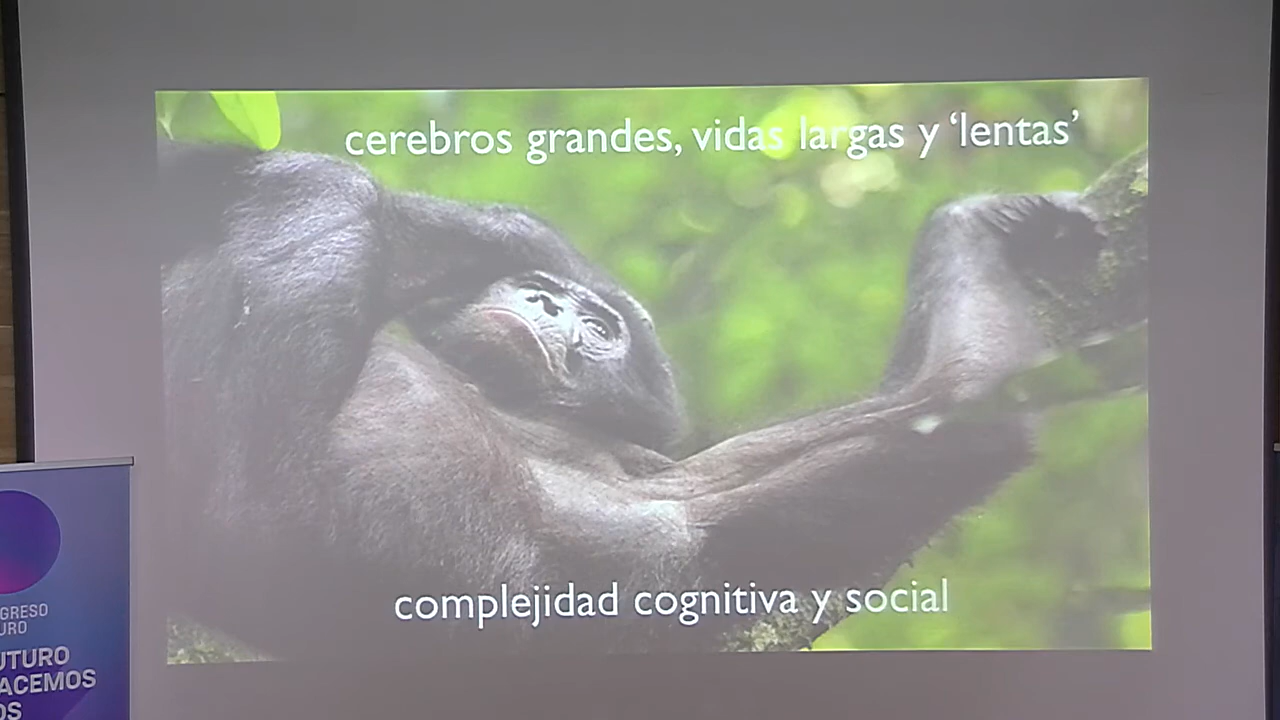 cerebros grandes, vidas largas y ‘lentas’
complejidad cognitiva y social
GRESO
URO
UTURO
ACEMOS
OS